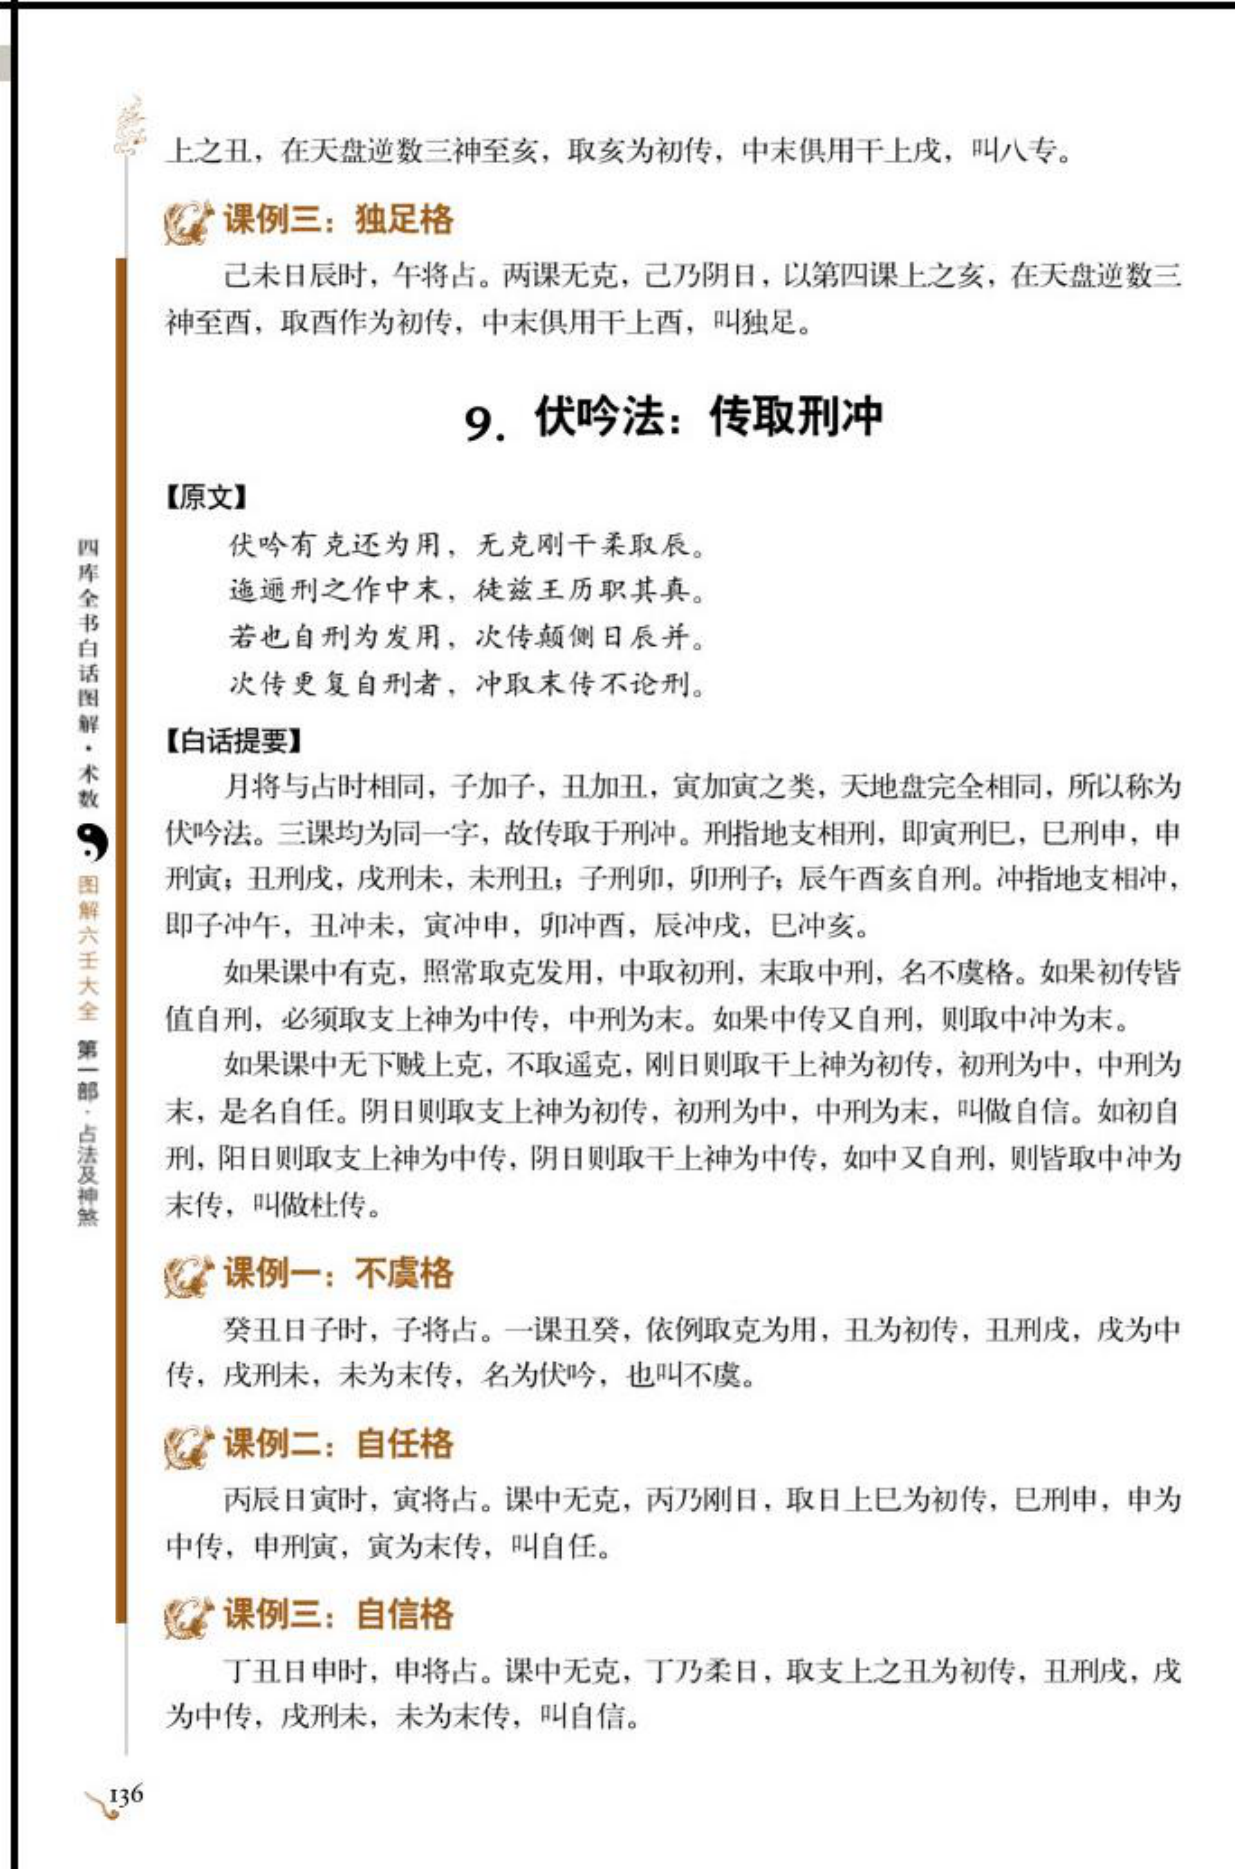 上之丑，在天盘逆数三神至亥，取亥为初传，中末俱用干上戌，叫八专。
课例三：独足格
己未日辰时，午将占。两课无克，己乃阴日，以第四课上之亥，在天盘逆数三
神至酉，取酉作为初传，中末俱用干上酉，叫独足。
9. 伏吟法：传取刑冲
【原文】
伏吟有克还为用，无克刚干柔取辰。
迤逦刑之作中末，徒兹王历职其真。
若也自刑为发用，次传颠倒日辰并。
次传更复自刑者，冲取末传不论刑。
【白话提要】
月将与占时相同，子加子，丑加丑，寅加寅之类，天地盘完全相同，所以称为
伏吟法。三课均为同一字，故传取于刑冲。刑指地支相刑，即寅刑巳，巳刑申，申
刑寅；丑刑戌，戌刑未，未刑丑；子刑卯，卯刑子；辰午酉亥自刑。冲指地支相冲，
即子冲午，丑冲未，寅冲申，卯冲酉，辰冲戌，巳冲亥。
如果课中有克，照常取克发用，中取初刑，末取中刑，名不虞格。如果初传皆
值自刑，必须取支上神为中传，中刑为末。如果中传又自刑，则取中冲为末。
如果课中无下贼上克，不取遥克，刚日则取干上神为初传，初刑为中，中刑为
末，是名自任。阴日则取支上神为初传，初刑为中，中刑为末，叫做自信。如初自
刑，阳日则取支上神为中传，阴日则取干上神为中传，如中又自刑，则皆取中冲为
末传，叫做杜传。
课例一：不虞格
癸丑日子时，子将占。一课丑癸，依例取克为用，丑为初传，丑刑戌，戌为中
传，戌刑未，未为末传，名为伏吟，也叫不虞。
课例二：自任格
丙辰日寅时，寅将占。课中无克，丙乃刚日，取日上巳为初传，巳刑申，申为
中传，申刑寅，寅为末传，叫自任。
课例三：自信格
丁丑日申时，申将占。课中无克，丁乃柔日，取支上之丑为初传，丑刑戌，戌
为中传，戌刑未，未为末传，叫自信。
四库全书白话图解·术数 图解六壬大全 第一部·占法及神煞
136